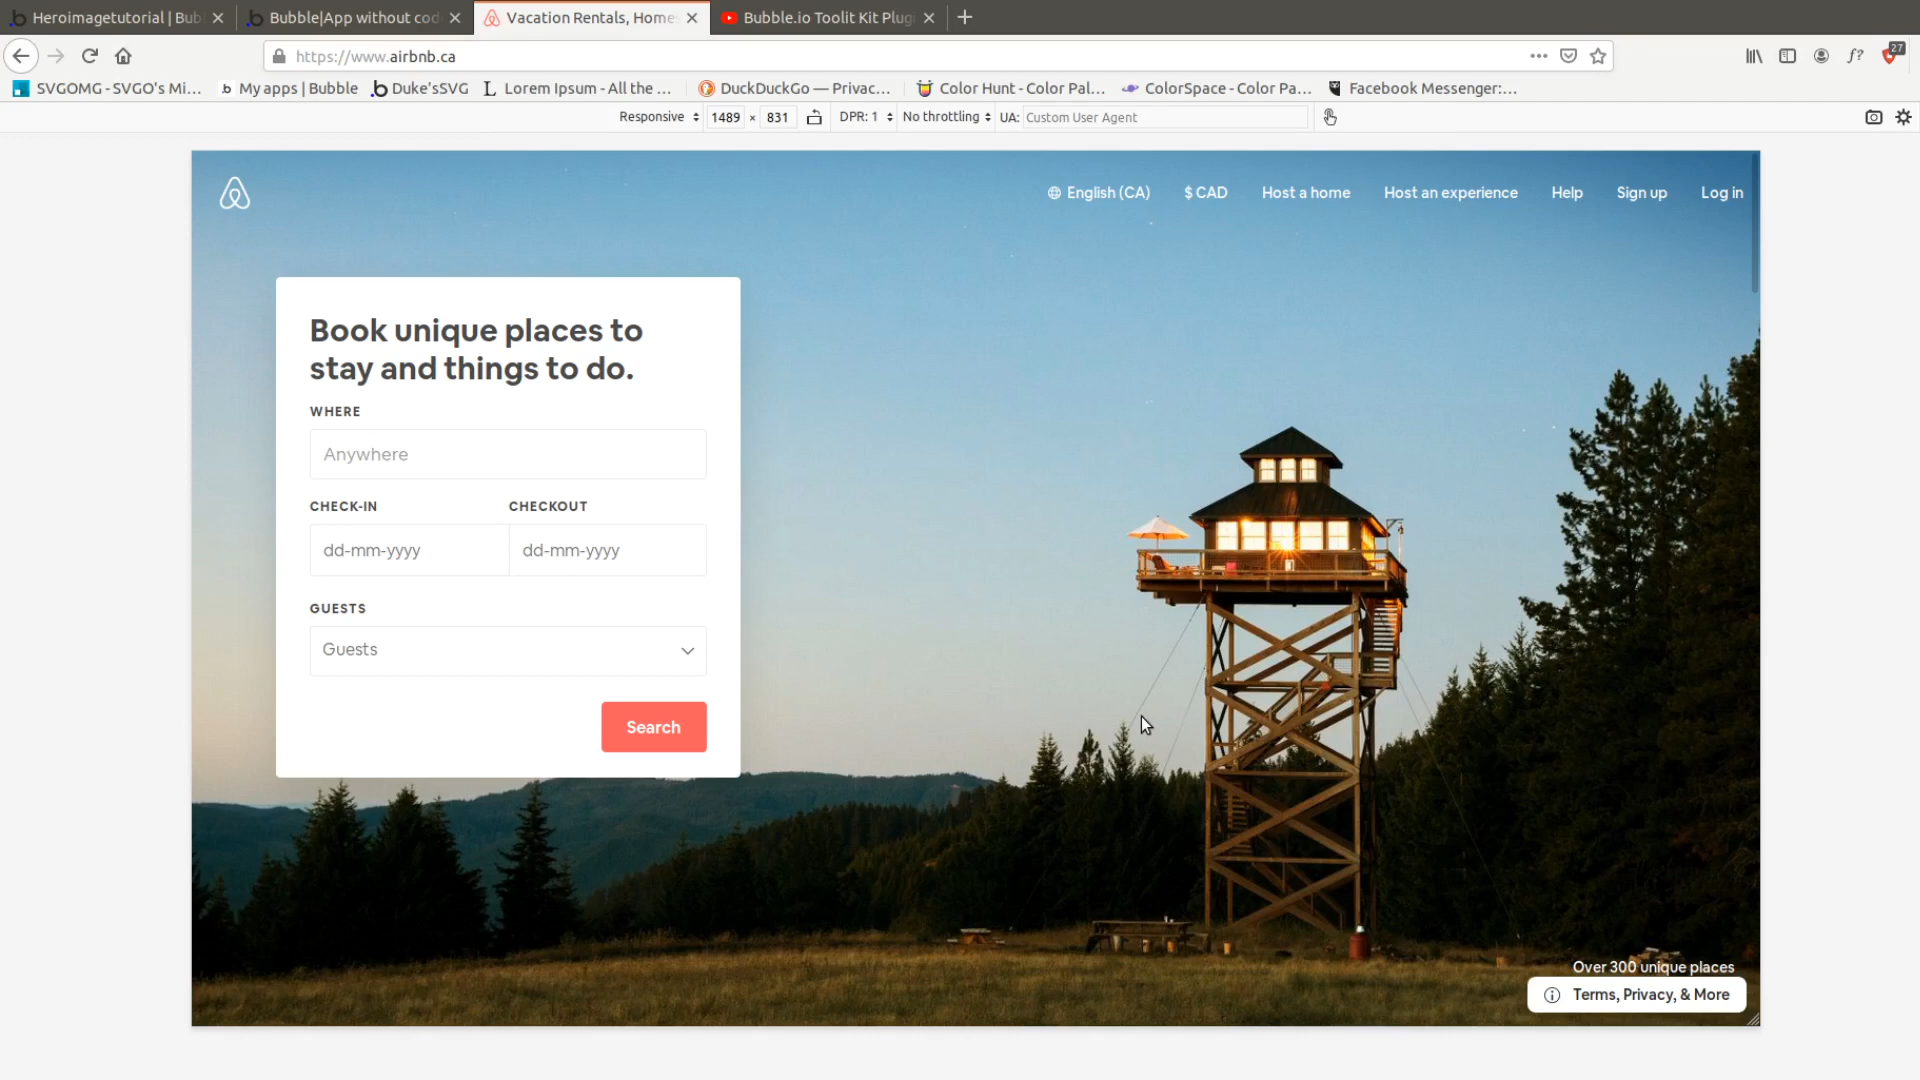 Heroimagetutorial | Bub
Bubble|App without cod
Vacation Rentals, Homes
Bubble.io Toolit Kit Plug
https://www.airbnb.ca
27
SVGOMG - SVGO's Mi...
My apps | Bubble
Duke'sSVG
Lorem Ipsum - All the ...
DuckDuckGo — Privac...
Color Hunt - Color Pal...
ColorSpace - Color Pa...
Facebook Messenger:...
Responsive
1489 × 831
DPR: 1
No throttling
UA: Custom User Agent
English (CA)
$ CAD
Host a home
Host an experience
Help
Sign up
Log in
Book unique places to
stay and things to do.
WHERE
Anywhere
CHECK-IN
CHECKOUT
dd-mm-yyyy
dd-mm-yyyy
GUESTS
Guests
Search
Over 300 unique places
Terms, Privacy, & More